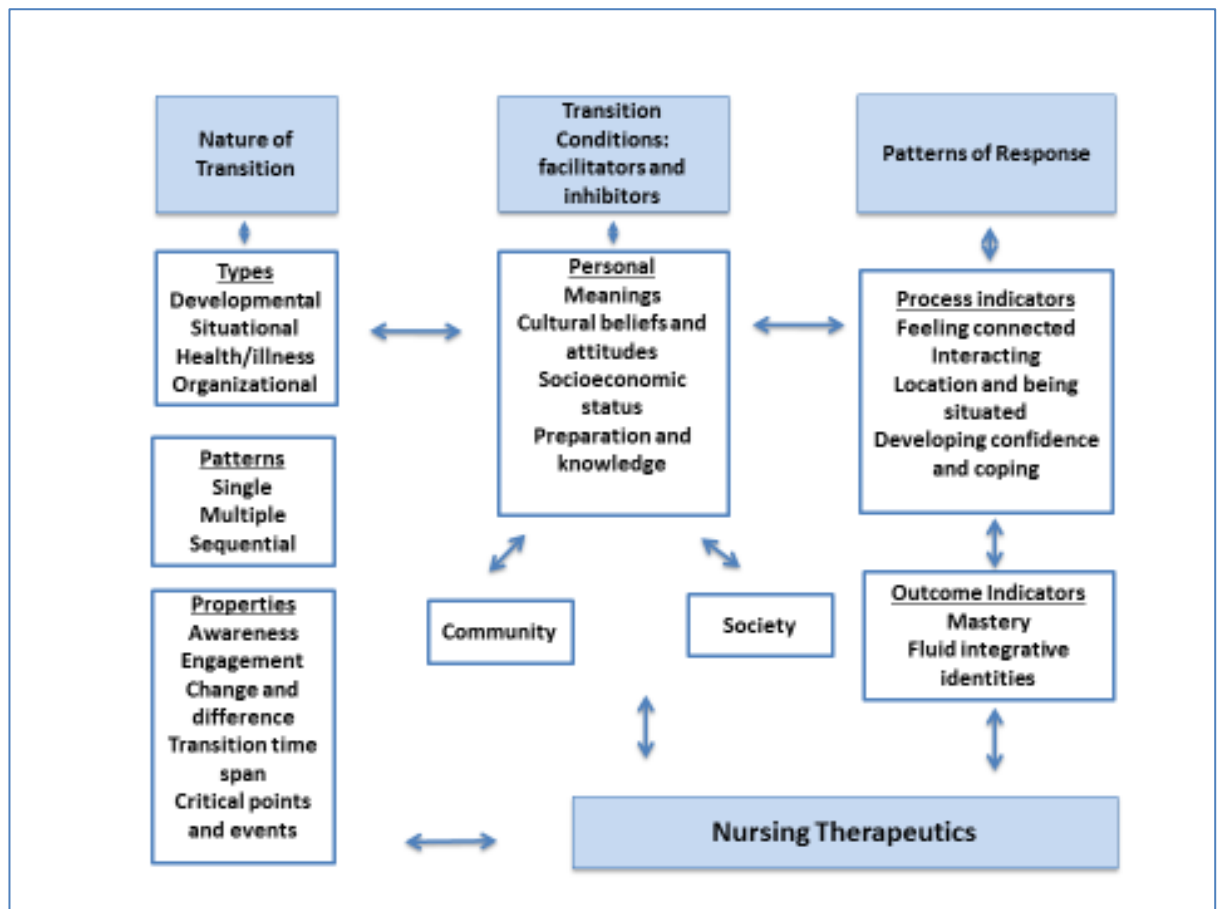 Nature of
Transition
Transition
Conditions:
facilitators and
inhibitors
Patterns of Response
Types
Developmental
Situational
Health/illness
Organizational
Patterns
Single
Multiple
Sequential
Properties
Awareness
Engagement
Change and
difference
Transition time
span
Critical points
and events
Personal
Meanings
Cultural beliefs and
attitudes
Socioeconomic
status
Preparation and
knowledge
Community
Society
Process indicators
Feeling connected
Interacting
Location and being
situated
Developing confidence
and coping
Outcome Indicators
Mastery
Fluid integrative
identities
Nursing Therapeutics